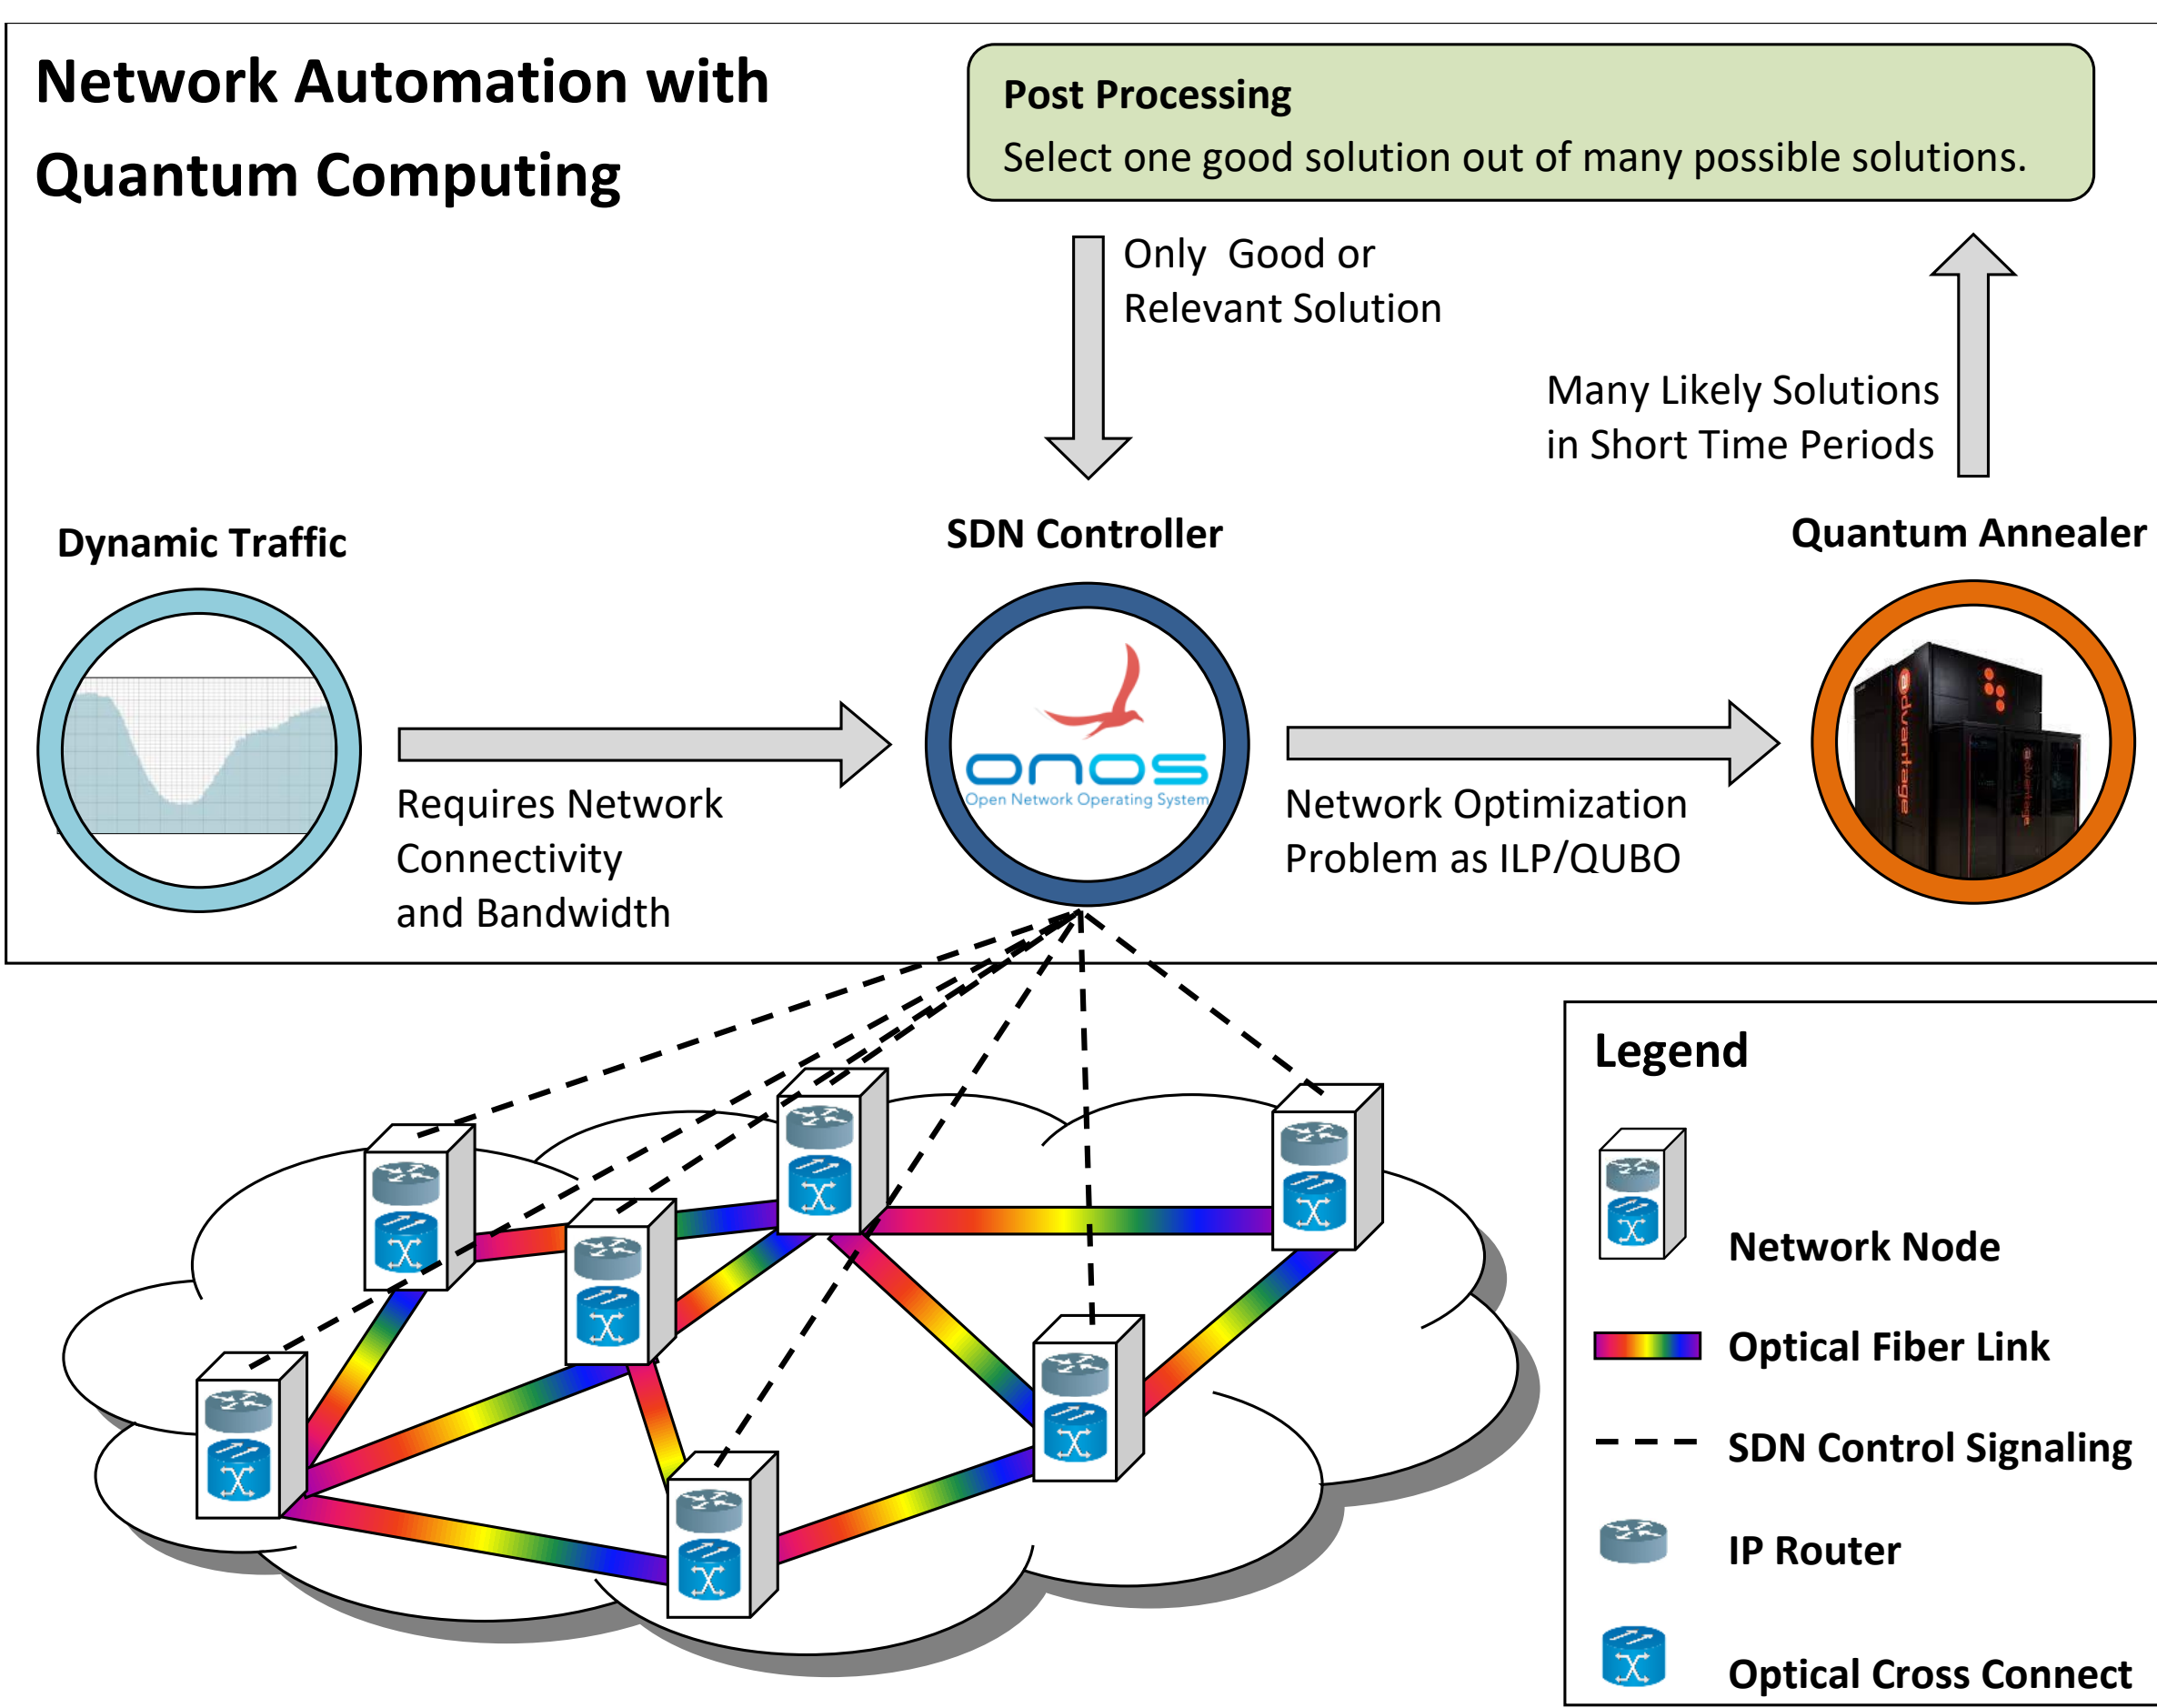 Network Automation with
Quantum Computing
Post Processing
Select one good solution out of many possible solutions.
Only Good or
Relevant Solution
Many Likely Solutions
in Short Time Periods
Dynamic Traffic
SDN Controller
Quantum Annealer
onos
Open Network Operating System
advantage
advantage
Requires Network
Connectivity
and Bandwidth
Network Optimization
Problem as ILP/QUBO
Legend
Network Node
Optical Fiber Link
SDN Control Signaling
IP Router
Optical Cross Connect